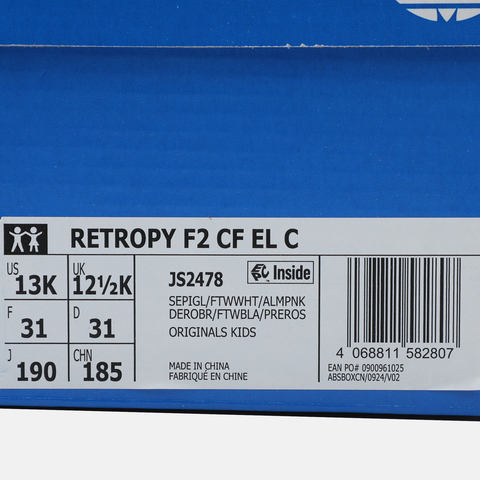 RETROPY F2 CF EL C
US UK
13K 12½K
F D
31 31
J CHN
190 185
JS2478
Inside
SEPIGL/FTWWHT/ALMPNK
DEROBR/FTWBLA/PREROS
ORIGINALS KIDS
MADE IN CHINA
FABRIQUÉ EN CHINE
4 068811 582807
EAN PO# 0900961025
ABSBOXCN/0924/V02